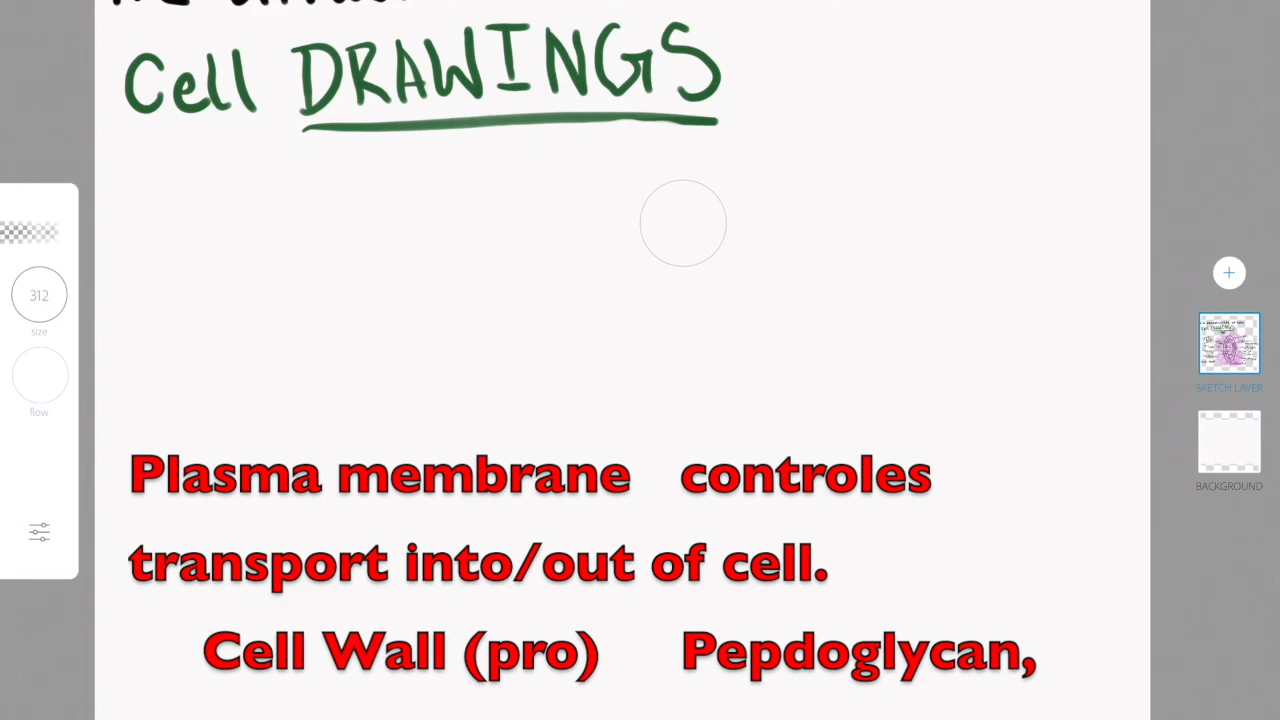 Cell DRAWINGS
312
size
flow
SKETCH LAYER
BACKGROUND
Plasma membrane controles
transport into/out of cell.
Cell Wall (pro) Pepdoglycan,